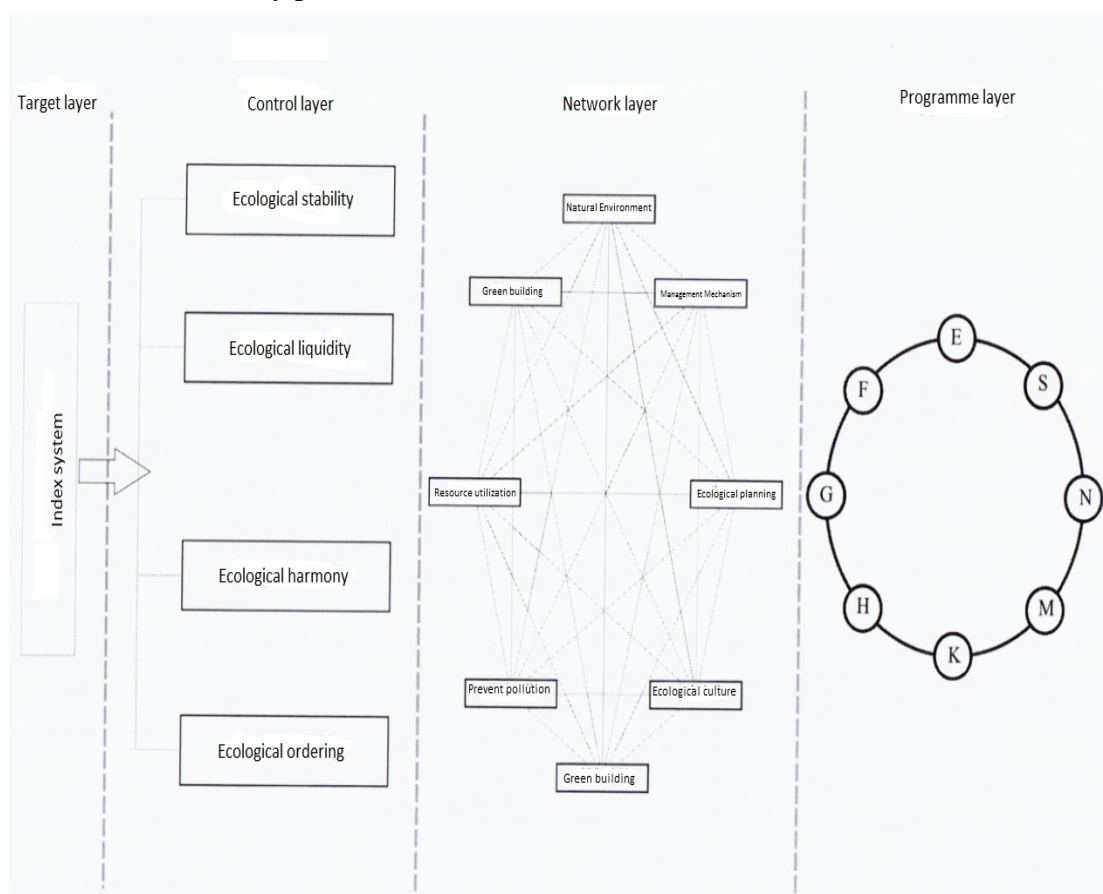 Target layer
Control layer
Network layer
Programme layer
Index system
Ecological stability
Ecological liquidity
Ecological harmony
Ecological ordering
Natural Environment
Green building
Management Mechanism
Resource utilization
Ecological planning
Prevent pollution
Ecological culture
Green building
E
S
F
G
N
H
M
K